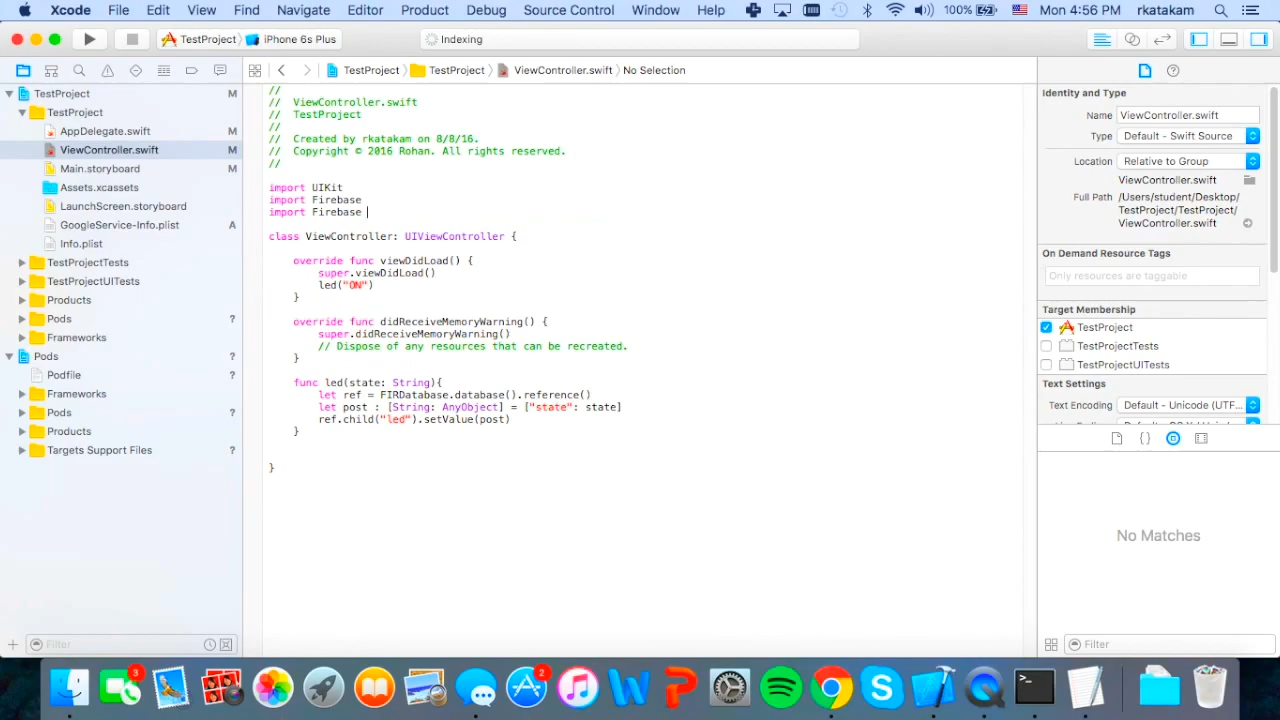 Xcode File Edit View Find Navigate Editor Product Debug Source Control Window Help 100% Mon 4:56 PM rkatakam
TestProject iPhone 6s Plus Indexing
TestProject TestProject ViewController.swift No Selection
TestProject M
TestProject
AppDelegate.swift M
ViewController.swift M
Main.storyboard M
Assets.xcassets
LaunchScreen.storyboard
GoogleService-Info.plist A
Info.plist
TestProjectTests
TestProjectUITests
Products
Pods ?
Frameworks
Pods ?
Podfile ?
Frameworks ?
Pods ?
Products ?
Targets Support Files ?
Filter
//
// ViewController.swift
// TestProject
//
// Created by rkatakam on 8/8/16.
// Copyright © 2016 Rohan. All rights reserved.
//
import UIKit
import Firebase
import Firebase
class ViewController: UIViewController {
override func viewDidLoad() {
super.viewDidLoad()
led("ON")
}
override func didReceiveMemoryWarning() {
super.didReceiveMemoryWarning()
// Dispose of any resources that can be recreated.
}
func led(state: String){
let ref = FIRDatabase.database().reference()
let post : [String: AnyObject] = ["state": state]
ref.child("led").setValue(post)
}
}
Identity and Type
Name ViewController.swift
Type Default - Swift Source
Location Relative to Group
ViewController.swift
Full Path /Users/student/Desktop/
TestProject/TestProject/
ViewController.swift
On Demand Resource Tags
Only resources are taggable
Target Membership
TestProject
TestProjectTests
TestProjectUITests
Text Settings
Text Encoding Default - Unicode (UTF...
{ }
No Matches
Filter
3
2